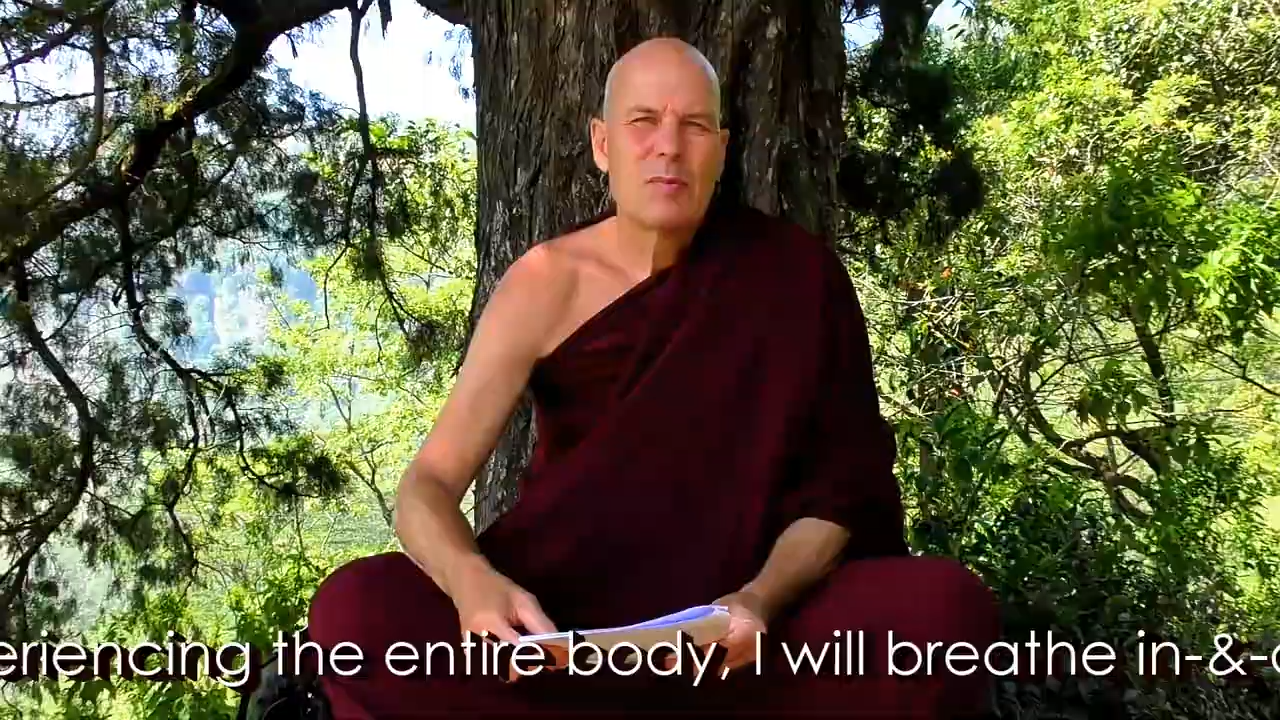 eriencing the entire body, I will breathe in-&-